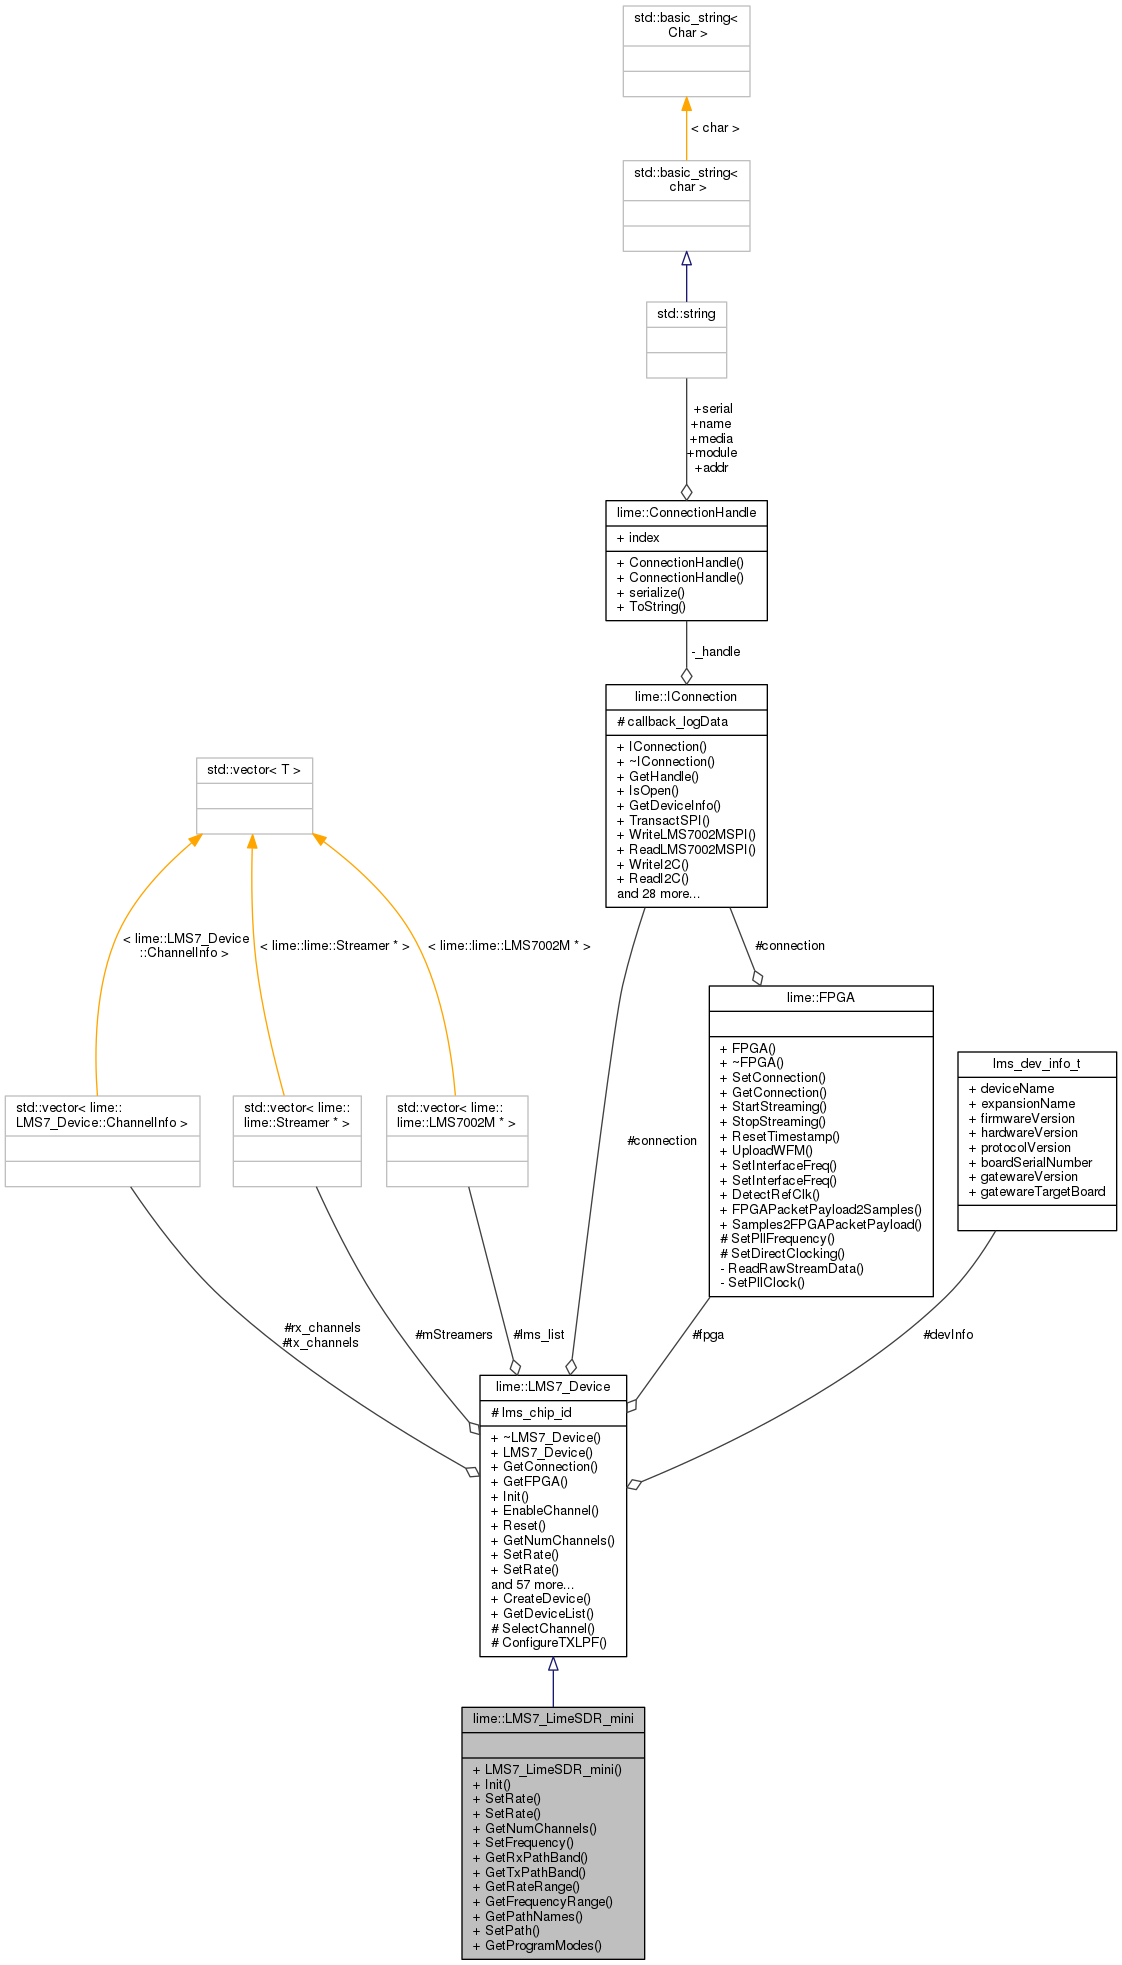 std::basic_string<
Char >
< char >
std::basic_string<
char >
std::string
+serial
+name
+media
+module
+addr
lime::ConnectionHandle
+ index
+ ConnectionHandle()
+ ConnectionHandle()
+ serialize()
+ ToString()
-_handle
lime::IConnection
# callback_logData
+ IConnection()
+ ~IConnection()
+ GetHandle()
+ IsOpen()
+ GetDeviceInfo()
+ TransactSPI()
+ WriteLMS7002MSPI()
+ ReadLMS7002MSPI()
+ WriteI2C()
+ ReadI2C()
and 28 more...
std::vector< T >
< lime::LMS7_Device
::ChannelInfo >
< lime::lime::Streamer * >
< lime::lime::LMS7002M * >
#connection
lime::FPGA
+ FPGA()
+ ~FPGA()
+ SetConnection()
+ GetConnection()
+ StartStreaming()
+ StopStreaming()
+ ResetTimestamp()
+ UploadWFM()
+ SetInterfaceFreq()
+ SetInterfaceFreq()
+ DetectRefClk()
+ FPGAPacketPayload2Samples()
+ Samples2FPGAPacketPayload()
# SetPllFrequency()
# SetDirectClocking()
- ReadRawStreamData()
- SetPllClock()
lms_dev_info_t
+ deviceName
+ expansionName
+ firmwareVersion
+ hardwareVersion
+ protocolVersion
+ boardSerialNumber
+ gatewareVersion
+ gatewareTargetBoard
std::vector< lime::
LMS7_Device::ChannelInfo >
std::vector< lime::
lime::Streamer * >
std::vector< lime::
lime::LMS7002M * >
#connection
#rx_channels
#tx_channels
#mStreamers
#lms_list
#fpga
#devInfo
lime::LMS7_Device
# lms_chip_id
+ ~LMS7_Device()
+ LMS7_Device()
+ GetConnection()
+ GetFPGA()
+ Init()
+ EnableChannel()
+ Reset()
+ GetNumChannels()
+ SetRate()
+ SetRate()
and 57 more...
+ CreateDevice()
+ GetDeviceList()
# SelectChannel()
# ConfigureTXLPF()
lime::LMS7_LimeSDR_mini
+ LMS7_LimeSDR_mini()
+ Init()
+ SetRate()
+ SetRate()
+ GetNumChannels()
+ SetFrequency()
+ GetRxPathBand()
+ GetTxPathBand()
+ GetRateRange()
+ GetFrequencyRange()
+ GetPathNames()
+ SetPath()
+ GetProgramModes()